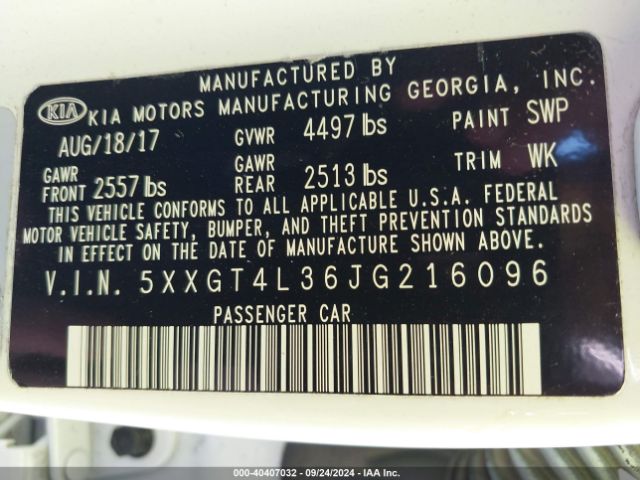 MANUFACTURED BY
KIA KIA MOTORS MANUFACTURING GEORGIA, INC.
AUG/18/17 GVWR 4497 lbs PAINT SWP
GAWR FRONT 2557 lbs GAWR REAR 2513 lbs TRIM WK
THIS VEHICLE CONFORMS TO ALL APPLICABLE U.S.A. FEDERAL
MOTOR VEHICLE SAFETY, BUMPER, AND THEFT PREVENTION STANDARDS
IN EFFECT ON THE DATE OF MANUFACTURE SHOWN ABOVE.
V.I.N. 5XXGT4L36JG216096
PASSENGER CAR
000-40407032 - 09/24/2024 - IAA Inc.